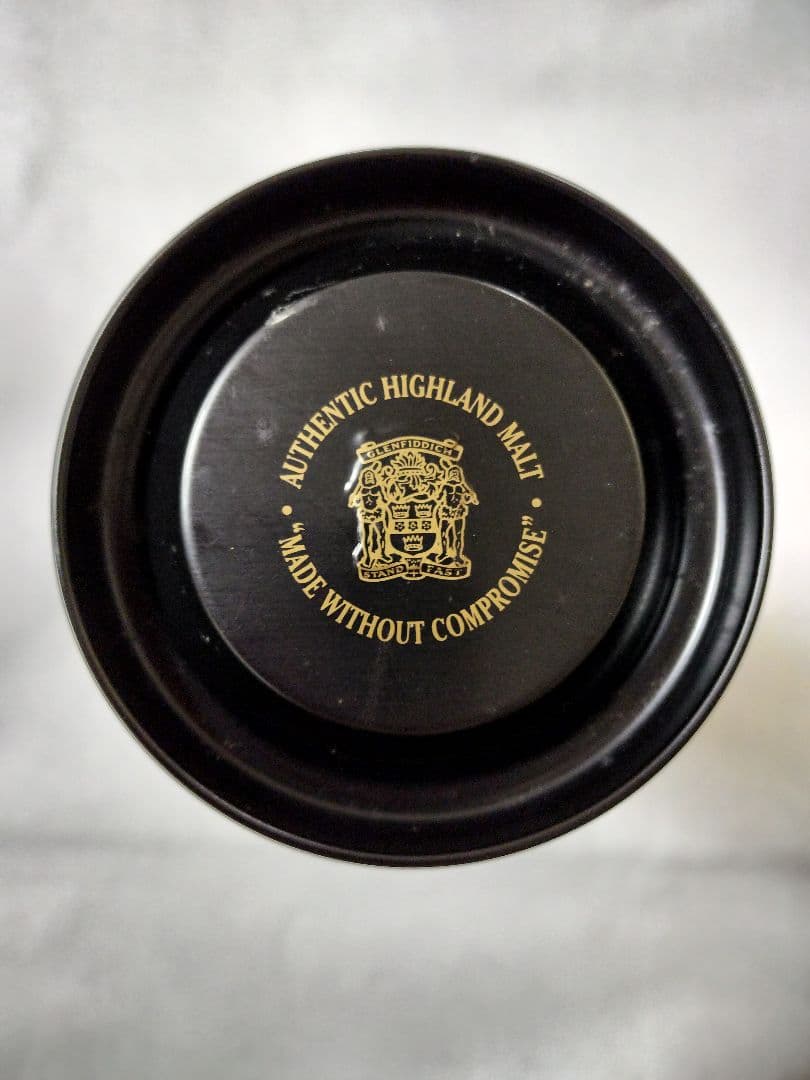 AUTHENTIC HIGHLAND MALT
GLENFIDDICH
STAND FAST
"MADE WITHOUT COMPROMISE"